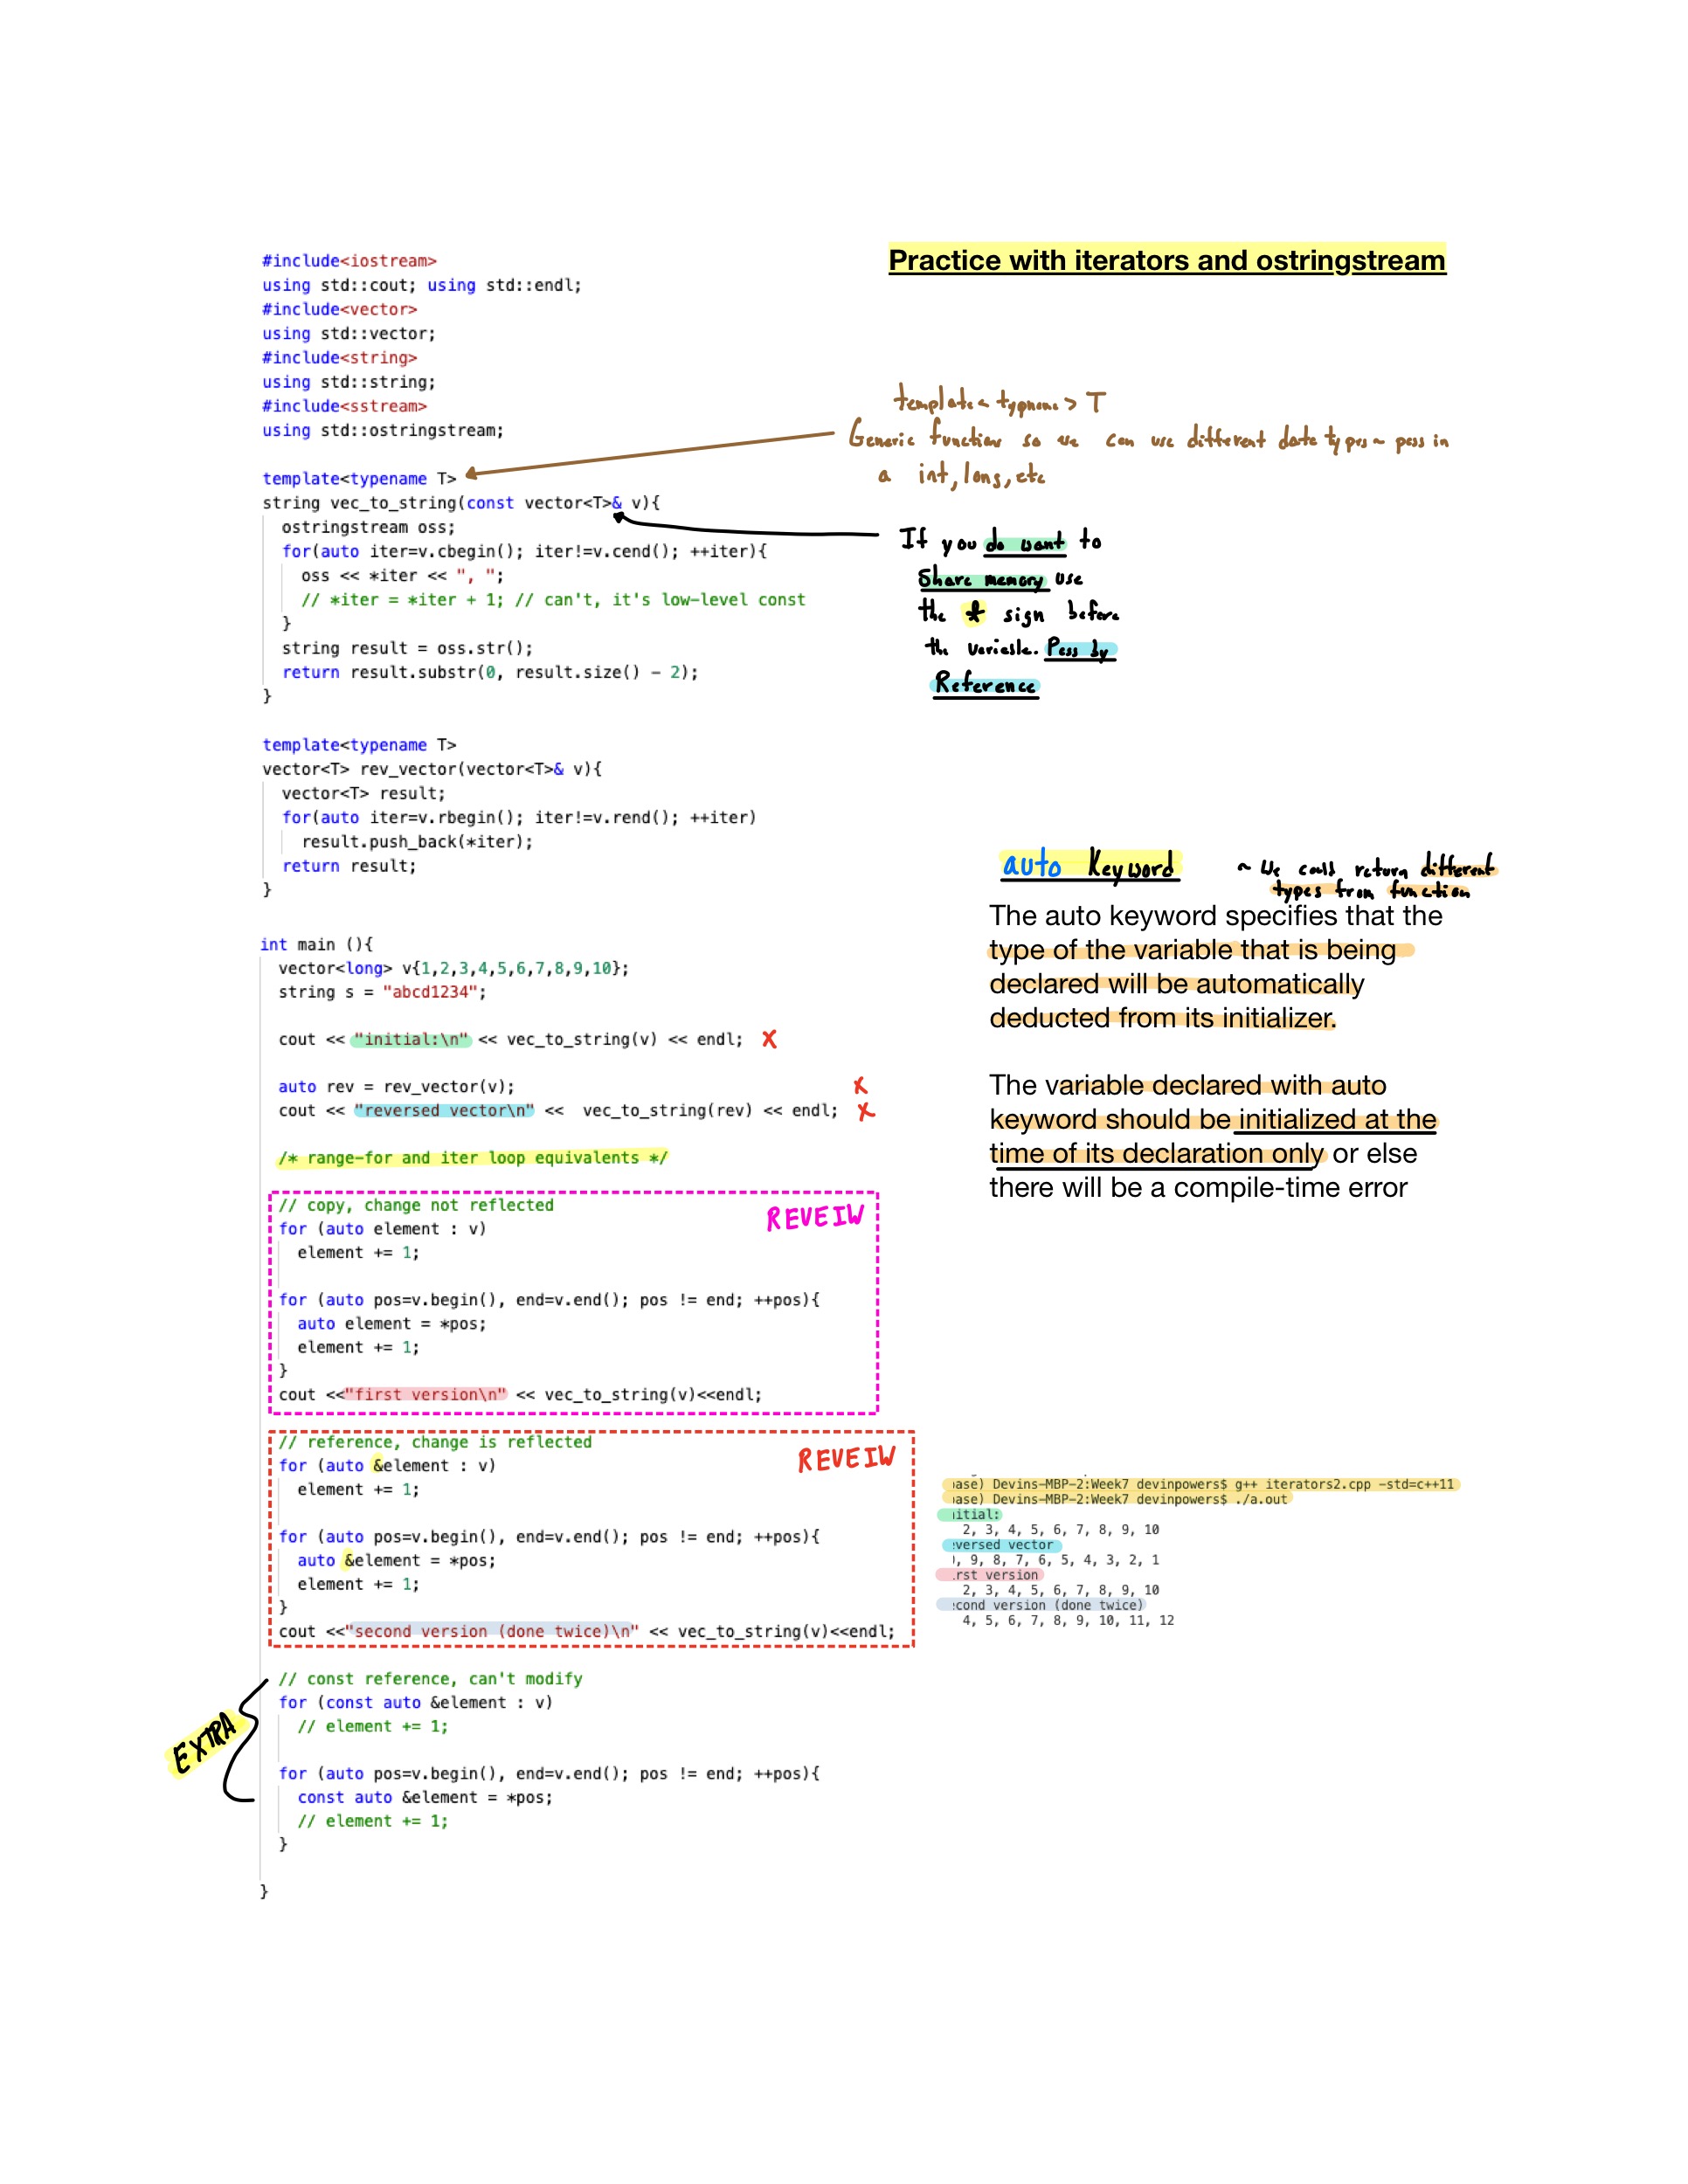 Practice with iterators and ostringstream
#include<iostream>
using std::cout; using std::endl;
#include<vector>
using std::vector;
#include<string>
using std::string;
#include<sstream>
using std::ostringstream;
template<typename T>
string vec_to_string(const vector<T>& v){
ostringstream oss;
for(auto iter=v.cbegin(); iter!=v.cend(); ++iter){
oss << *iter << ", ";
// *iter = *iter + 1; // can't, it's low-level const
}
string result = oss.str();
return result.substr(0, result.size() - 2);
}
template < typname > T
Generic function so we can use different data types ~ pass in
a int, long, etc
If you do want to
Share memory use
the & sign before
the variable. Pass by
Reference
template<typename T>
vector<T> rev_vector(vector<T>& v){
vector<T> result;
for(auto iter=v.rbegin(); iter!=v.rend(); ++iter)
result.push_back(*iter);
return result;
}
auto Keyword
~ We could return different
types from function
The auto keyword specifies that the
type of the variable that is being
declared will be automatically
deducted from its initializer.
The variable declared with auto
keyword should be initialized at the
time of its declaration only or else
there will be a compile-time error
int main (){
vector<long> v{1,2,3,4,5,6,7,8,9,10};
string s = "abcd1234";
cout << "initial:\n" << vec_to_string(v) << endl; X
auto rev = rev_vector(v); X
cout << "reversed vector\n" << vec_to_string(rev) << endl; X
/* range-for and iter loop equivalents */
// copy, change not reflected
REVEIW
for (auto element : v)
element += 1;
for (auto pos=v.begin(), end=v.end(); pos != end; ++pos){
auto element = *pos;
element += 1;
}
cout <<"first version\n" << vec_to_string(v)<<endl;
// reference, change is reflected
REVEIW
for (auto &element : v)
element += 1;
for (auto pos=v.begin(), end=v.end(); pos != end; ++pos){
auto &element = *pos;
element += 1;
}
cout <<"second version (done twice)\n" << vec_to_string(v)<<endl;
ase) Devins-MBP-2:Week7 devinpowers$ g++ iterators2.cpp -std=c++11
ase) Devins-MBP-2:Week7 devinpowers$ ./a.out
itial:
2, 3, 4, 5, 6, 7, 8, 9, 10
eversed vector
, 9, 8, 7, 6, 5, 4, 3, 2, 1
rst version
2, 3, 4, 5, 6, 7, 8, 9, 10
econd version (done twice)
4, 5, 6, 7, 8, 9, 10, 11, 12
EXTRA
// const reference, can't modify
for (const auto &element : v)
// element += 1;
for (auto pos=v.begin(), end=v.end(); pos != end; ++pos){
const auto &element = *pos;
// element += 1;
}
}